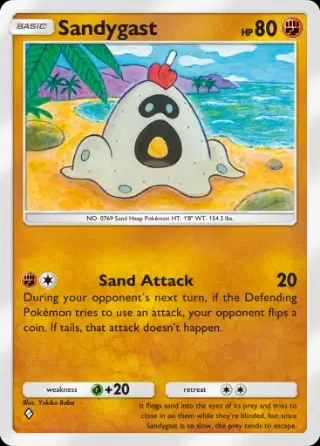 BASIC Sandygast HP 80
NO. 0769 Sand Heap Pokémon HT: 1'8" WT: 154.3 lbs.
Sand Attack 20
During your opponent's next turn, if the Defending
Pokémon tries to use an attack, your opponent flips a
coin. If tails, that attack doesn't happen.
weakness +20 retreat
Illus. Yukiko Baba
It flings sand into the eyes of its prey and tries to
close in on them while they're blinded, but since
Sandygast is so slow, the prey tends to escape.